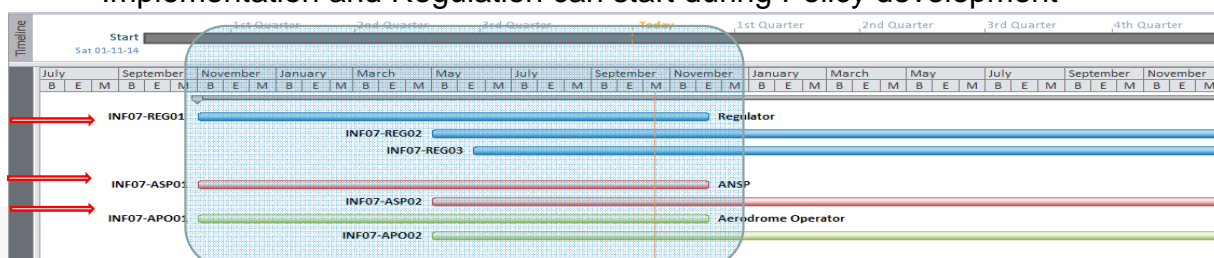 Implementation and Regulation can start during Policy development
Timeline
1st Quarter 2nd Quarter 3rd Quarter Today 1st Quarter 2nd Quarter 3rd Quarter 4th Quarter
Start
Sat 01-11-14
July September November January March May July September November January March May July September November
B E M B E M B E M B E M B E M B E M B E M B E M B E M B E M B E M B E M B E M B E M B E M
INF07-REG01 Regulator
INF07-REG02
INF07-REG03
INF07-ASP01 ANSP
INF07-ASP02
INF07-APO01 Aerodrome Operator
INF07-APO02